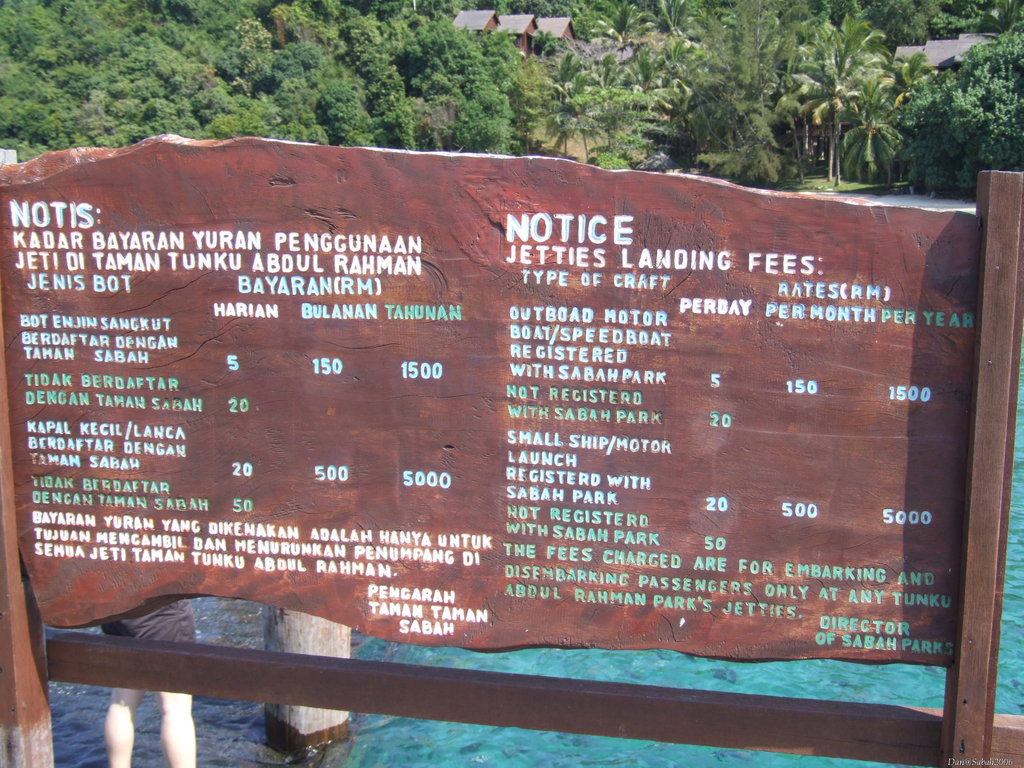 NOTIS:
KADAR BAYARAN YURAN PENGGUNAAN
JETI DI TAMAN TUNKU ABDUL RAHMAN
JENIS BOT BAYARAN(RM)
HARIAN BULANAN TAHUNAN
BOT ENJIN SANGKUT
BERDAFTAR DENGAN
TAMAN SABAH 5 150 1500
TIDAK BERDAFTAR
DENGAN TAMAN SABAH 20
KAPAL KECIL/LANCA
BERDAFTAR DENGAN
TAMAN SABAH 20 500 5000
TIDAK BERDAFTAR
DENGAN TAMAN SABAH 50
BAYARAN YURAN YANG DIKENAKAN ADALAH HANYA UNTUK
TUJUAN MENGAMBIL DAN MENURUNKAN PENUMPANG DI
SEMUA JETI TAMAN TUNKU ABDUL RAHMAN.
PENGARAH
TAMAN TAMAN
SABAH
NOTICE
JETTIES LANDING FEES:
TYPE OF CRAFT RATES(RM)
PERDAY PER MONTH PER YEAR
OUTBOAD MOTOR
BOAT/SPEEDBOAT
REGISTERED
WITH SABAH PARK 5 150 1500
NOT REGISTERD
WITH SABAH PARK 20
SMALL SHIP/MOTOR
LAUNCH
REGISTERD WITH
SABAH PARK 20 500 5000
NOT REGISTERD
WITH SABAH PARK 50
THE FEES CHARGED ARE FOR EMBARKING AND
DISEMBARKING PASSENGERS ONLY AT ANY TUNKU
ABDUL RAHMAN PARK'S JETTIES.
DIRECTOR
OF SABAH PARKS
Dan@Sabah2006